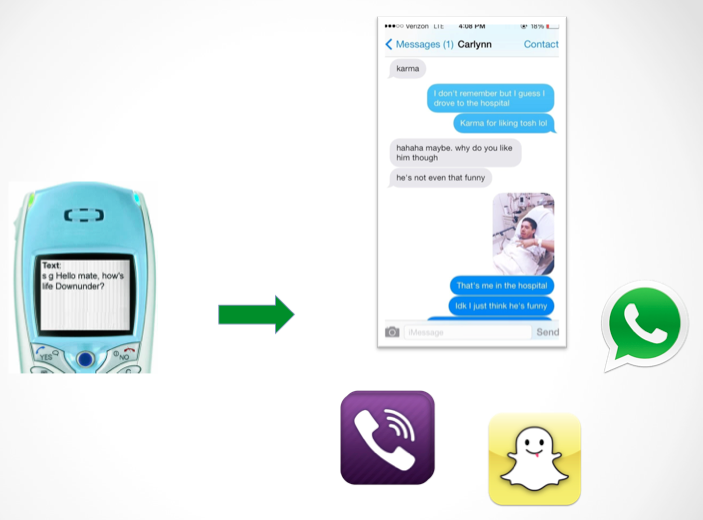 Text:
s g Hello mate, how's
life Downunder?
YES
NO
C
Verizon LTE 4:08 PM 18%
Messages (1) Carlynn Contact
karma
I don't remember but I guess I
drove to the hospital
Karma for liking tosh lol
hahaha maybe. why do you like
him though
he's not even that funny
That's me in the hospital
Idk I just think he's funny
iMessage Send